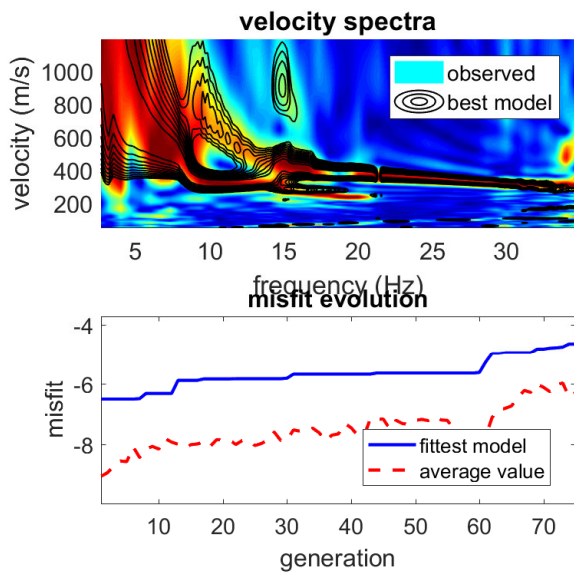 velocity spectra
velocity (m/s)
1000
800
600
400
200
observed
best model
5
10
15
20
25
30
frequency (Hz)
misfit evolution
misfit
-4
-6
-8
fittest model
average value
10
20
30
40
50
60
70
generation